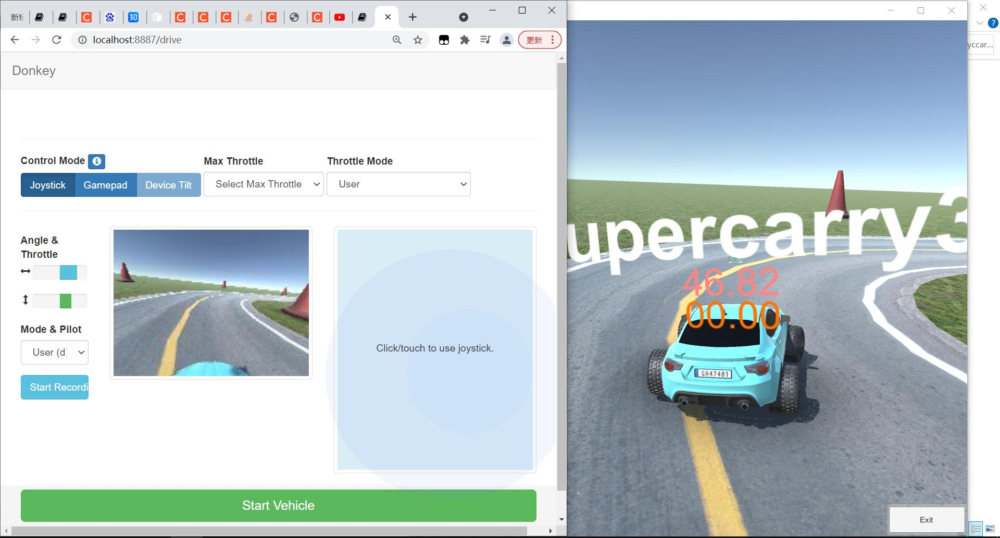 新标
知
localhost:8887/drive
更新
yccar...
Donkey
Control Mode
Max Throttle
Throttle Mode
Joystick
Gamepad
Device Tilt
Select Max Throttle
User
Angle &
Throttle
Mode & Pilot
User (d)
Start Recordi
Click/touch to use joystick.
Start Vehicle
upercarry3
46.82
00.00
GH47481
Exit